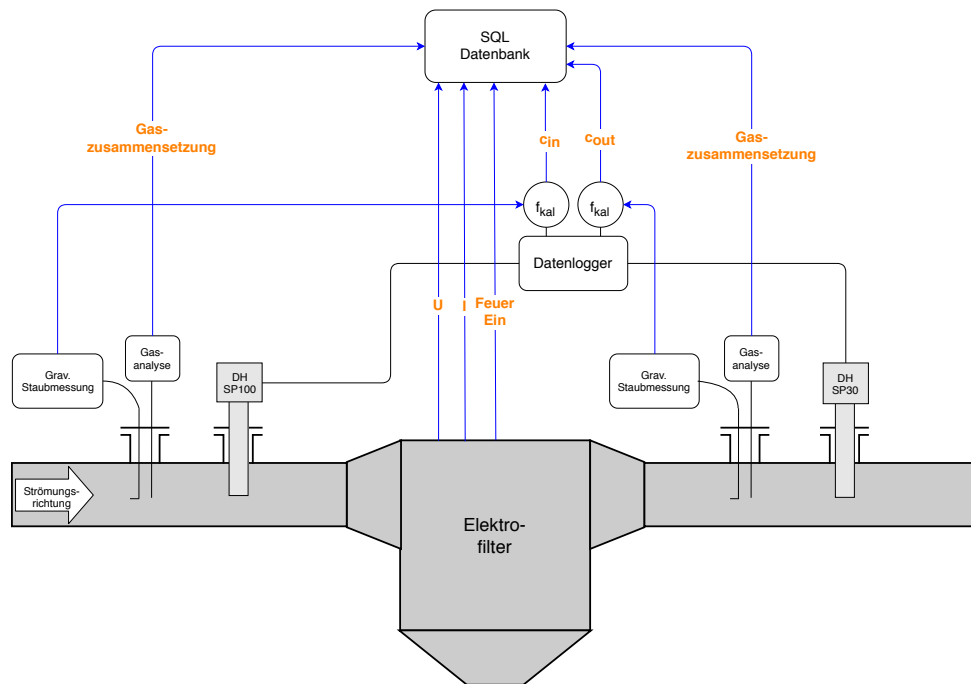 SQL
Datenbank
Gas-
zusammensetzung
cin
cout
Gas-
zusammensetzung
fkal
fkal
Datenlogger
U
I
Feuer
Ein
Grav.
Staubmessung
Gas-
analyse
DH
SP100
Grav.
Staubmessung
Gas-
analyse
DH
SP30
Strömungs-
richtung
Elektro-
filter